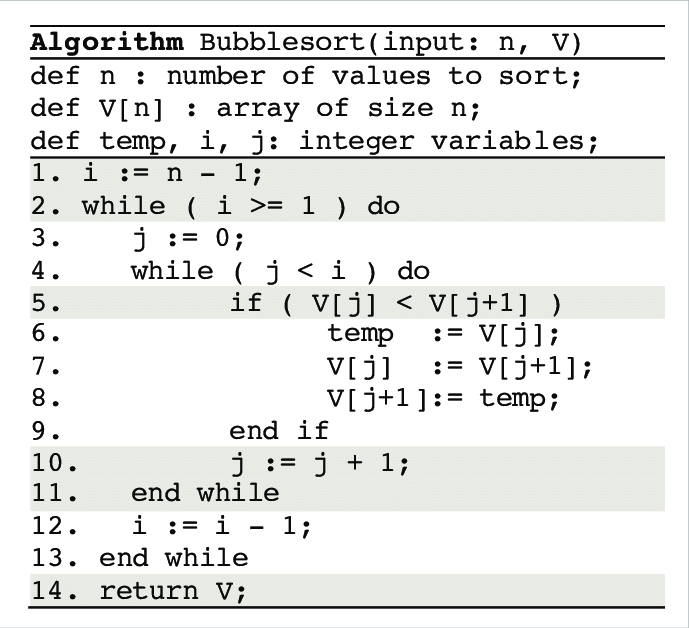 Algorithm Bubblesort(input: n, V)
def n : number of values to sort;
def V[n] : array of size n;
def temp, i, j: integer variables;
1. i := n - 1;
2. while ( i >= 1 ) do
3. j := 0;
4. while ( j < i ) do
5. if ( V[j] < V[j+1] )
6. temp := V[j];
7. V[j] := V[j+1];
8. V[j+1]:= temp;
9. end if
10. j := j + 1;
11. end while
12. i := i - 1;
13. end while
14. return V;